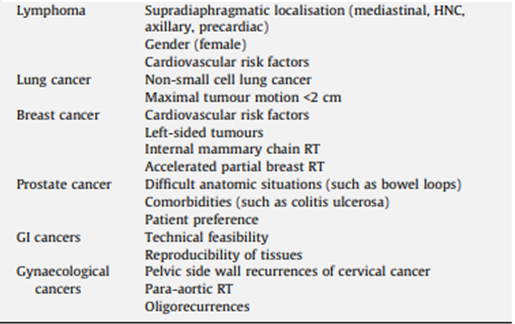 Lymphoma Supradiaphragmatic localisation (mediastinal, HNC,
axillary, precardiac)
Gender (female)
Cardiovascular risk factors
Lung cancer Non-small cell lung cancer
Maximal tumour motion <2 cm
Breast cancer Cardiovascular risk factors
Left-sided tumours
Internal mammary chain RT
Accelerated partial breast RT
Prostate cancer Difficult anatomic situations (such as bowel loops)
Comorbidities (such as colitis ulcerosa)
Patient preference
GI cancers Technical feasibility
Reproducibility of tissues
Gynaecological Pelvic side wall recurrences of cervical cancer
cancers Para-aortic RT
Oligorecurrences